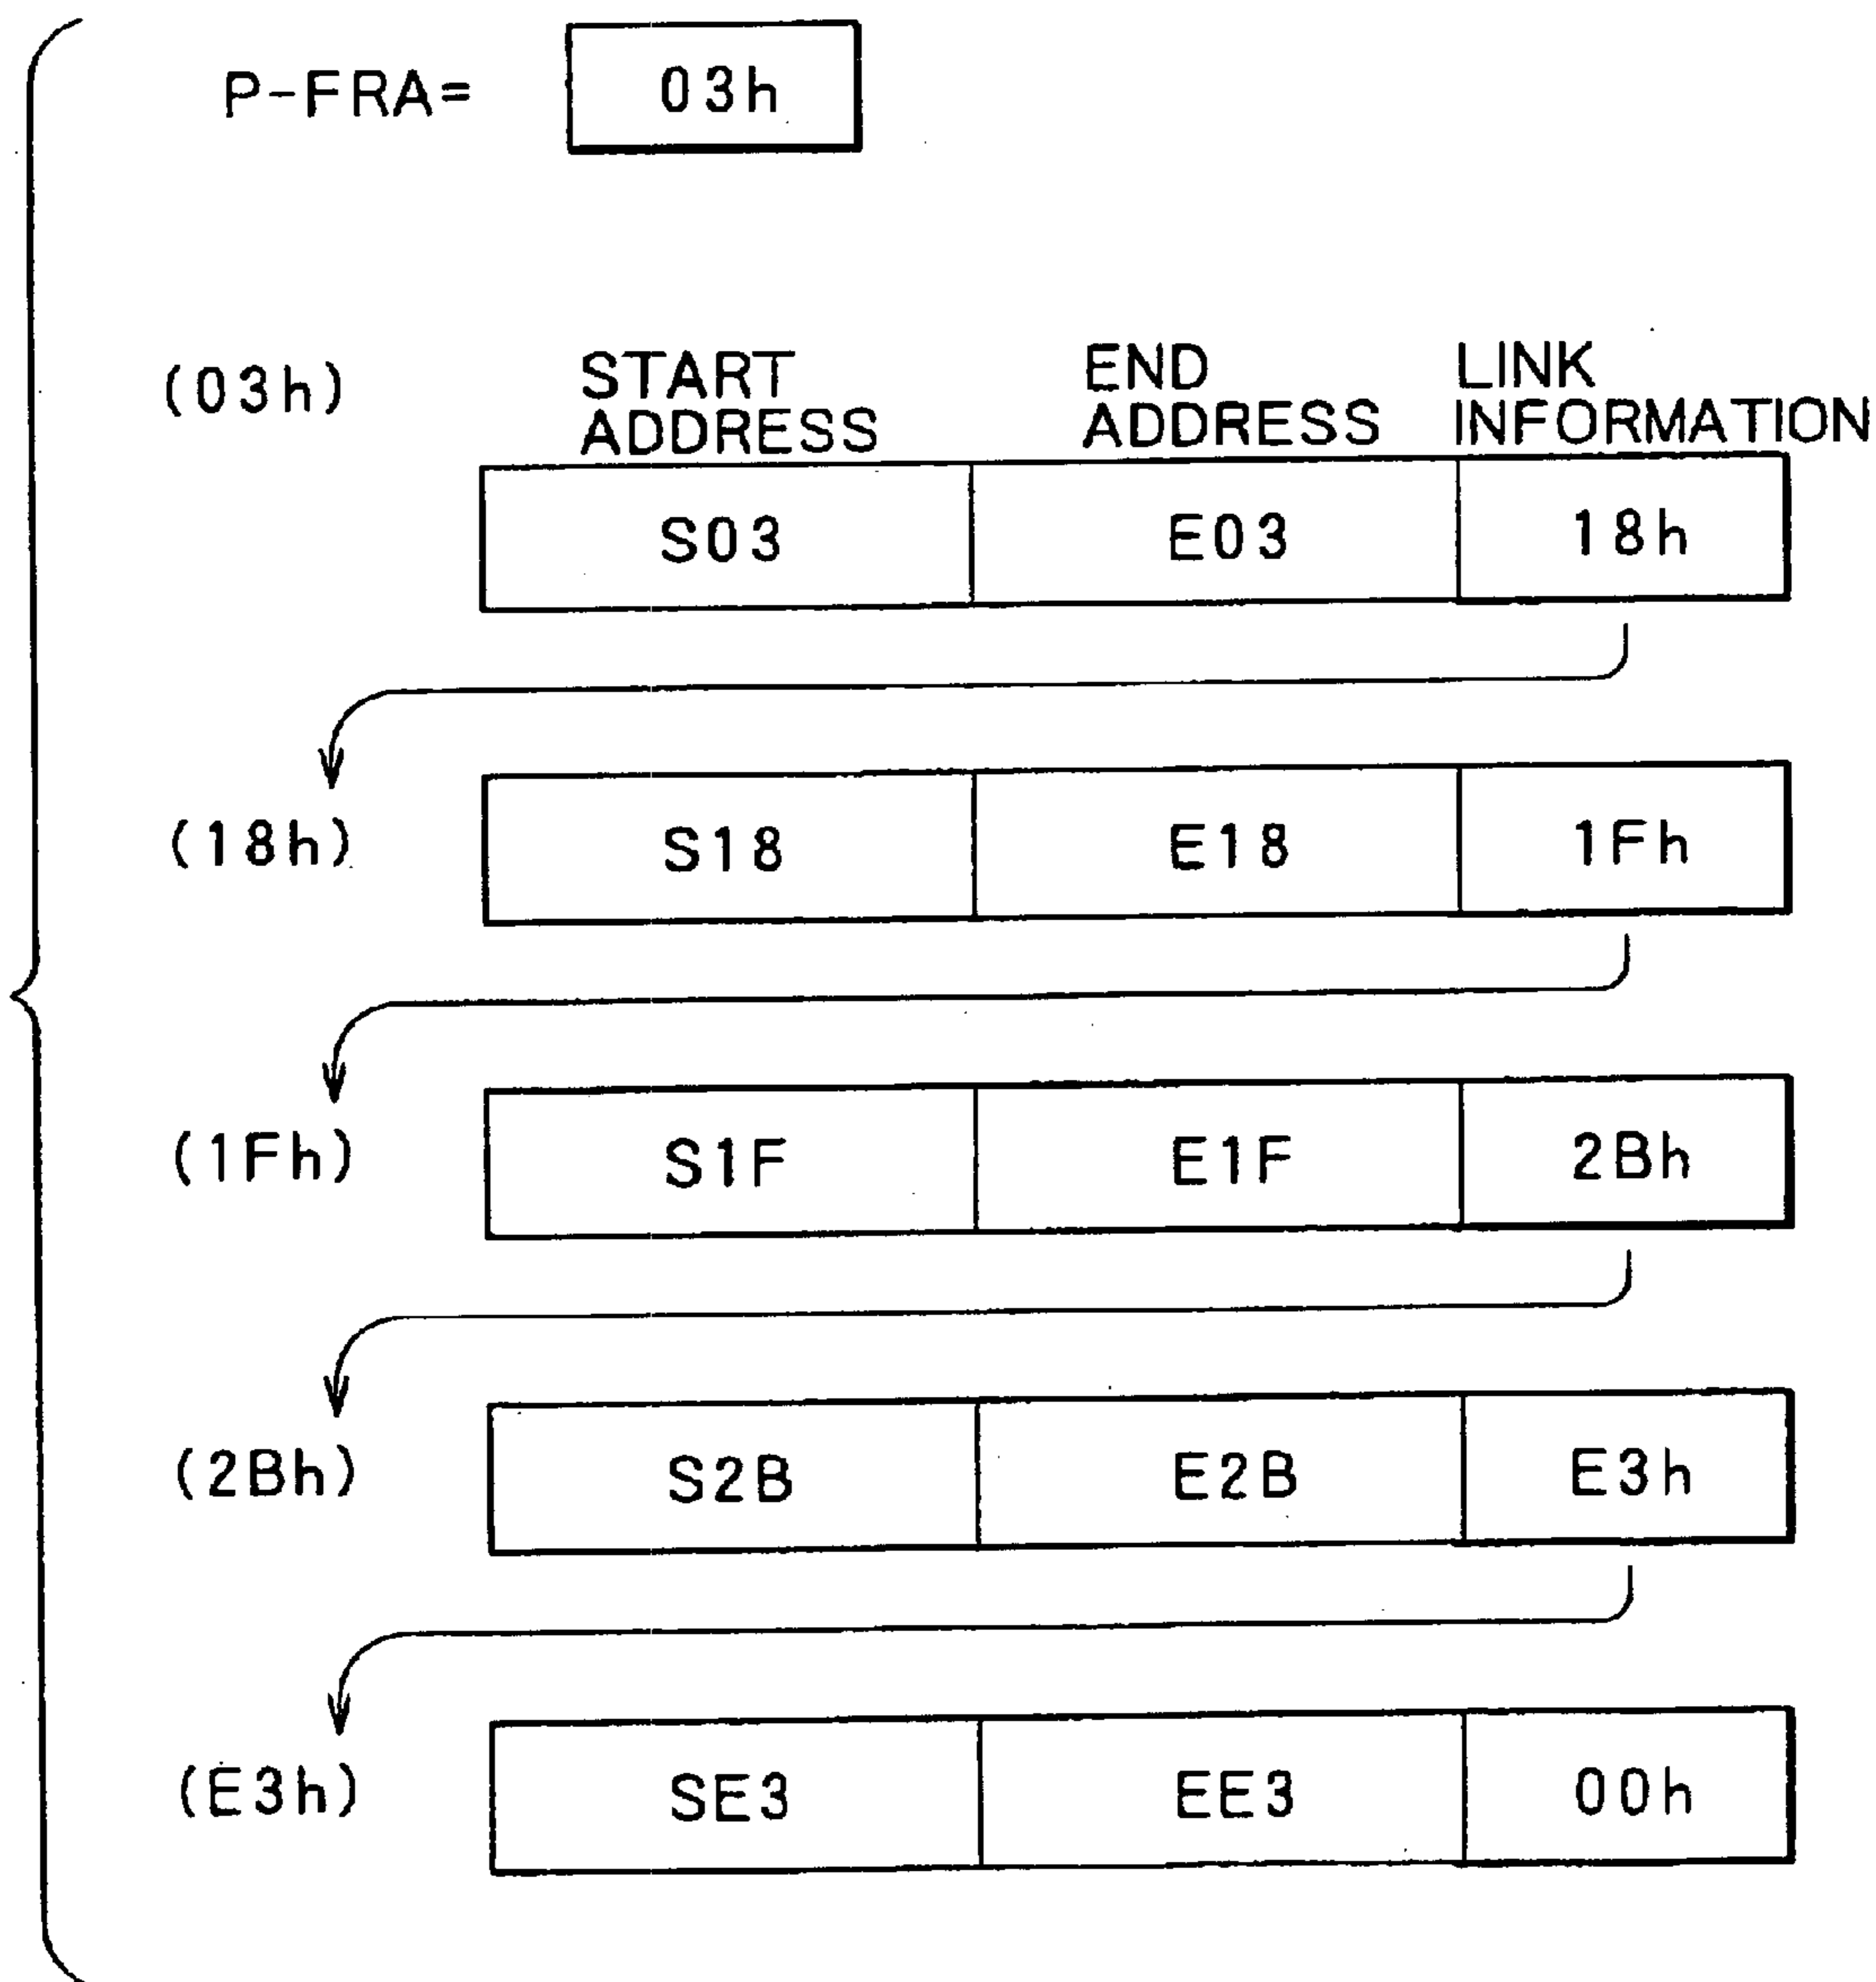 P-FRA= 03h
(03h) START ADDRESS END ADDRESS LINK INFORMATION
S03 E03 18h
(18h) S18 E18 1Fh
(1Fh) S1F E1F 2Bh
(2Bh) S2B E2B E3h
(E3h) SE3 EE3 00h